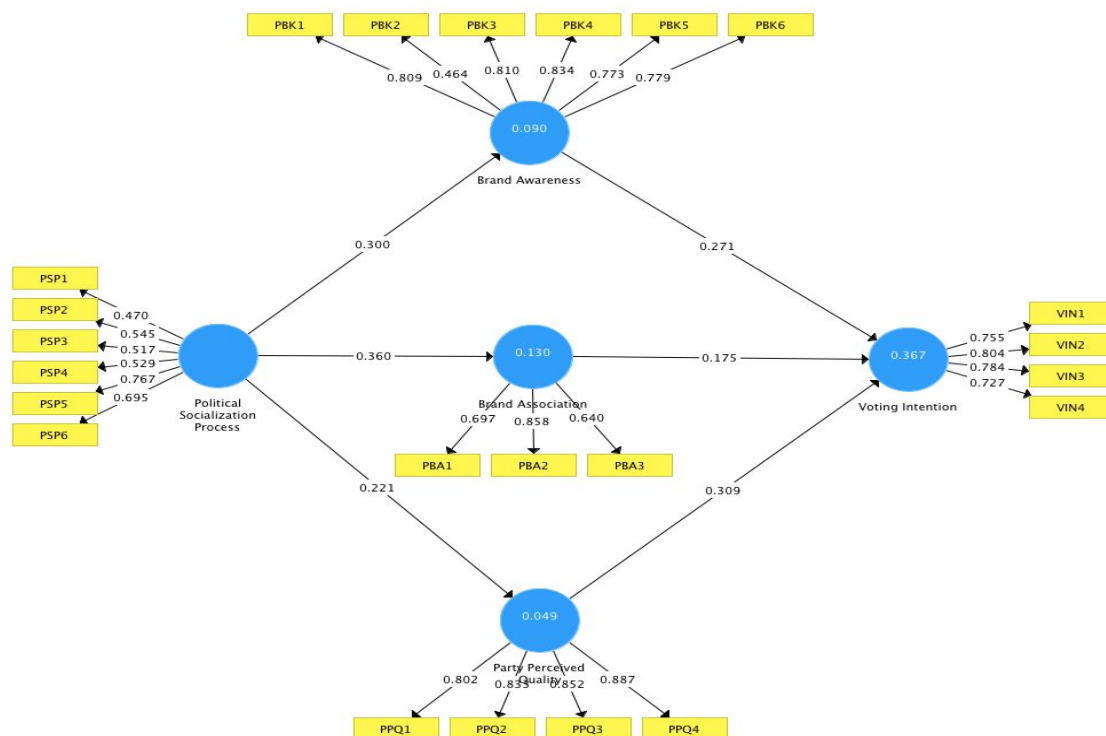 PBK1 PBK2 PBK3 PBK4 PBK5 PBK6
0.809 0.464 0.810 0.834 0.773 0.779
0.090
Brand Awareness
0.300
0.271
PSP1
PSP2
PSP3
PSP4
PSP5
PSP6
0.470
0.545
0.517
0.529
0.767
0.695
Political
Socialization
Process
0.360
0.130
Brand Association
0.175
0.697 0.858 0.640
PBA1 PBA2 PBA3
0.367
Voting Intention
0.755
0.804
0.784
0.727
VIN1
VIN2
VIN3
VIN4
0.221
0.309
0.049
Party Perceived
Quality
0.802 0.835 0.852 0.887
PPQ1 PPQ2 PPQ3 PPQ4